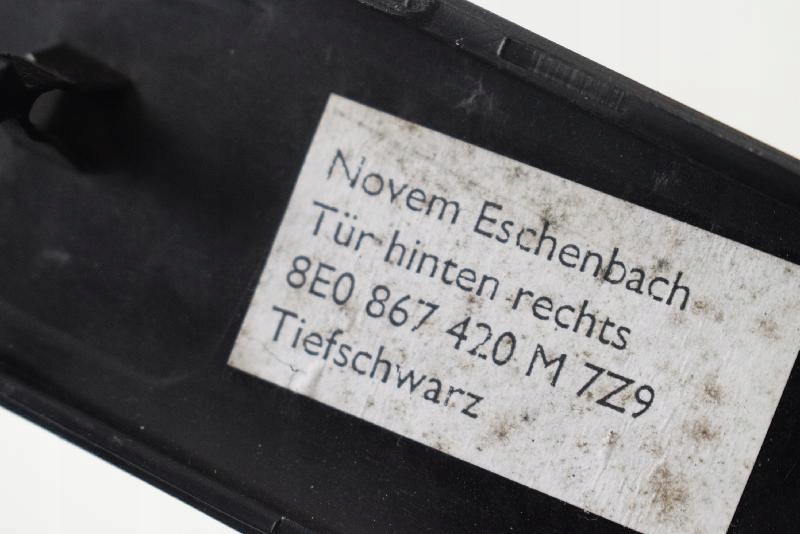 Novem Eschenbach
Tür hinten rechts
8E0 867 420 M 7Z9
Tiefschwarz